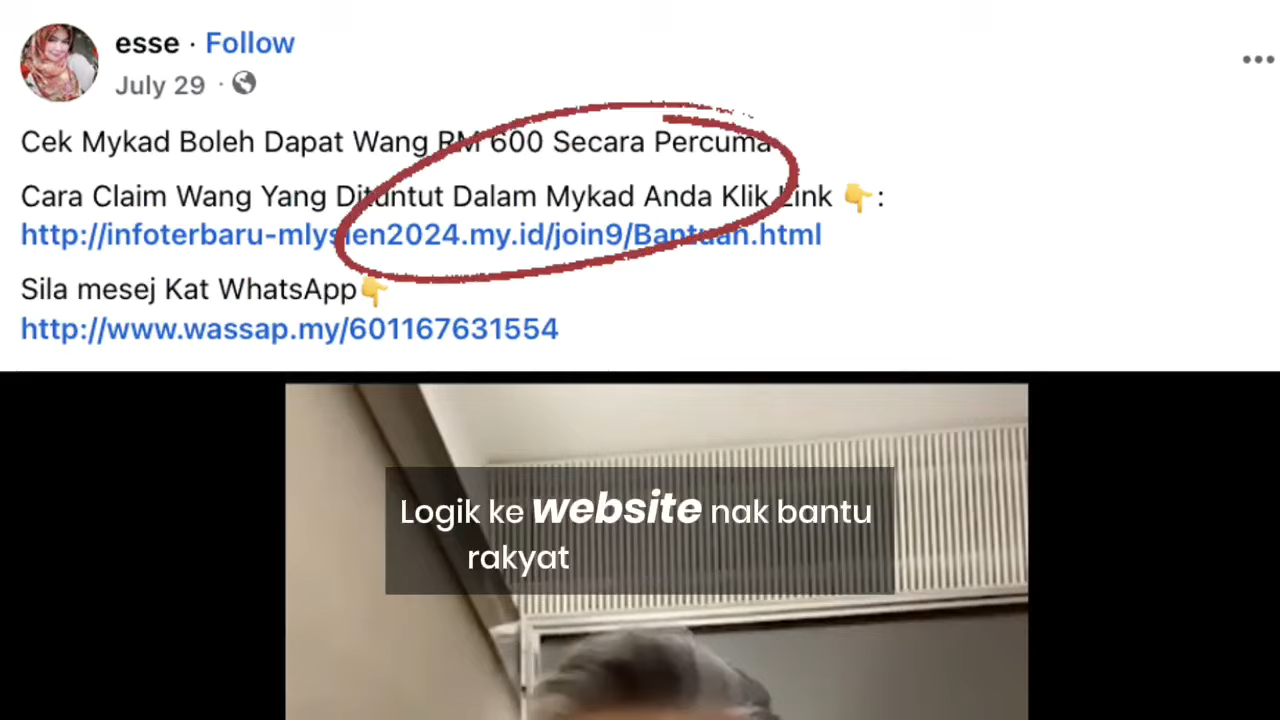 esse · Follow
July 29 ·
Cek Mykad Boleh Dapat Wang RM 600 Secara Percuma
Cara Claim Wang Yang Dituntut Dalam Mykad Anda Klik Link 👇:
http://infoterbaru-mlysien2024.my.id/join9/Bantuan.html
Sila mesej Kat WhatsApp👇
http://www.wassap.my/601167631554
Logik ke website nak bantu
rakyat